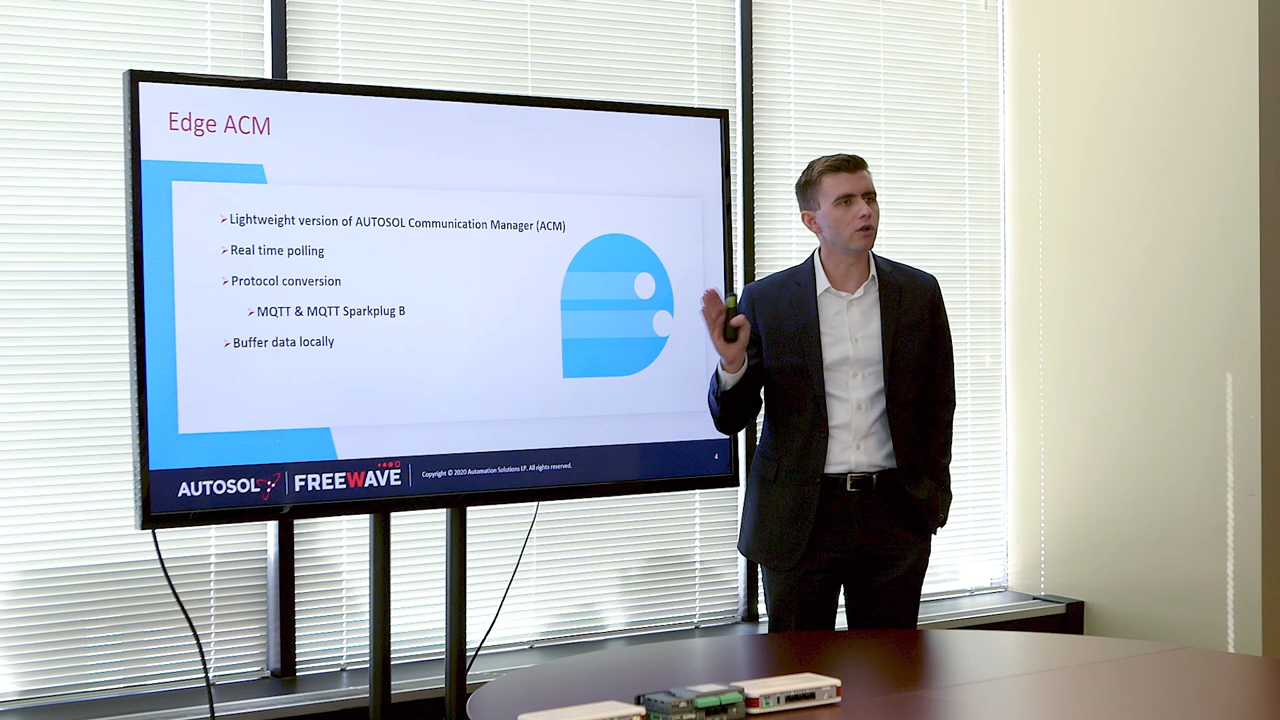 Edge ACM
Lightweight version of AUTOSOL Communication Manager (ACM)
Real time polling
Protocol conversion
MQTT & MQTT Sparkplug B
Buffer data locally
4
AUTOSOL FREEWAVE Copyright © 2020 Automation Solutions LP. All rights reserved.